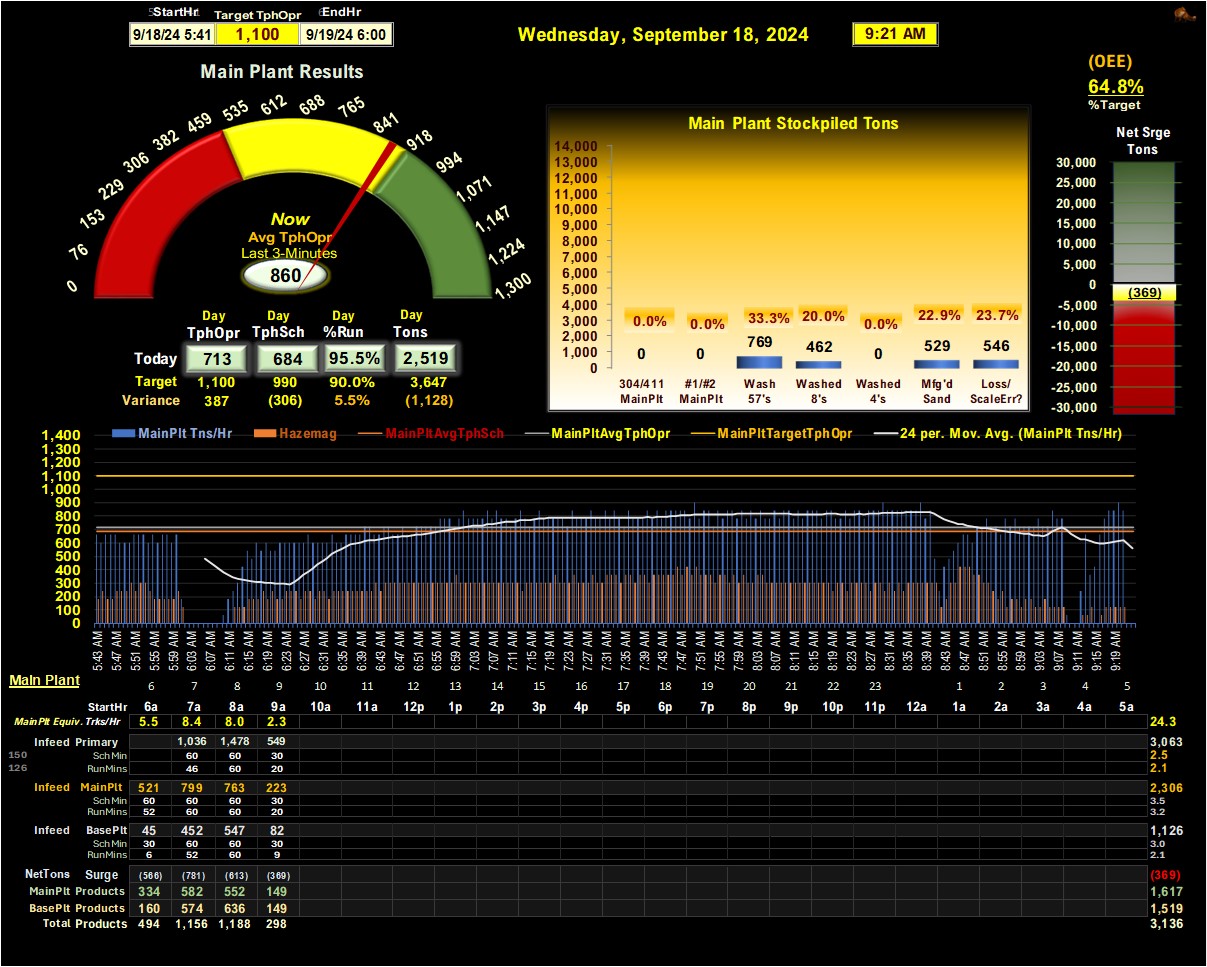 StartHr Target TphOpr EndHr
9/18/24 5:41 1,100 9/19/24 6:00
Wednesday, September 18, 2024 9:21 AM
(OEE)
64.8%
%Target
Main Plant Results
0 76 153 229 306 382 459 535 612 688 765 841 918 994 1,071 1,147 1,224 1,300
Now
Avg TphOpr
Last 3-Minutes
860
Day Day Day Day
TphOpr TphSch %Run Tons
Today 713 684 95.5% 2,519
Target 1,100 990 90.0% 3,647
Variance 387 (306) 5.5% (1,128)
Main Plant Stockpiled Tons
14,000
13,000
12,000
11,000
10,000
9,000
8,000
7,000
6,000
5,000
4,000
3,000
2,000
1,000
0
0.0% 0.0% 33.3% 20.0% 0.0% 22.9% 23.7%
0 0 769 462 0 529 546
304/411 #1/#2 Wash Washed Washed Mfg'd Loss/
MainPlt MainPlt 57's 8's 4's Sand ScaleErr?
Net Srge
Tons
30,000
25,000
20,000
15,000
10,000
5,000
0
(369)
-5,000
-10,000
-15,000
-20,000
-25,000
-30,000
MainPlt Tns/Hr Hazemag MainPltAvgTphSch MainPltAvgTphOpr MainPltTargetTphOpr 24 per. Mov. Avg. (MainPlt Tns/Hr)
1,400
1,300
1,200
1,100
1,000
900
800
700
600
500
400
300
200
100
0
5:43 AM 5:47 AM 5:51 AM 5:55 AM 5:59 AM 6:03 AM 6:07 AM 6:11 AM 6:15 AM 6:19 AM 6:23 AM 6:27 AM 6:31 AM 6:35 AM 6:39 AM 6:43 AM 6:47 AM 6:51 AM 6:55 AM 6:59 AM 7:03 AM 7:07 AM 7:11 AM 7:15 AM 7:19 AM 7:23 AM 7:27 AM 7:31 AM 7:35 AM 7:39 AM 7:43 AM 7:47 AM 7:51 AM 7:55 AM 7:59 AM 8:03 AM 8:07 AM 8:11 AM 8:15 AM 8:19 AM 8:23 AM 8:27 AM 8:31 AM 8:35 AM 8:39 AM 8:43 AM 8:47 AM 8:51 AM 8:55 AM 8:59 AM 9:03 AM 9:07 AM 9:11 AM 9:15 AM 9:19 AM
Main Plant
6 7 8 9 10 11 12 13 14 15 16 17 18 19 20 21 22 23 1 2 3 4 5
StartHr 6a 7a 8a 9a 10a 11a 12p 1p 2p 3p 4p 5p 6p 7p 8p 9p 10p 11p 12a 1a 2a 3a 4a 5a
MainPlt Equiv. Trks/Hr 5.5 8.4 8.0 2.3 24.3
Infeed Primary 1,036 1,478 549 3,063
150 SchMin 60 60 30 2.5
126 RunMins 46 60 20 2.1
Infeed MainPlt 521 799 763 223 2,306
SchMin 60 60 60 30 3.5
RunMins 52 60 60 20 3.2
Infeed BasePlt 45 452 547 82 1,126
SchMin 30 60 60 30 3.0
RunMins 6 52 60 9 2.1
NetTons Surge (566) (781) (613) (369) (369)
MainPlt Products 334 582 552 149 1,617
BasePlt Products 160 574 636 149 1,519
Total Products 494 1,156 1,188 298 3,136